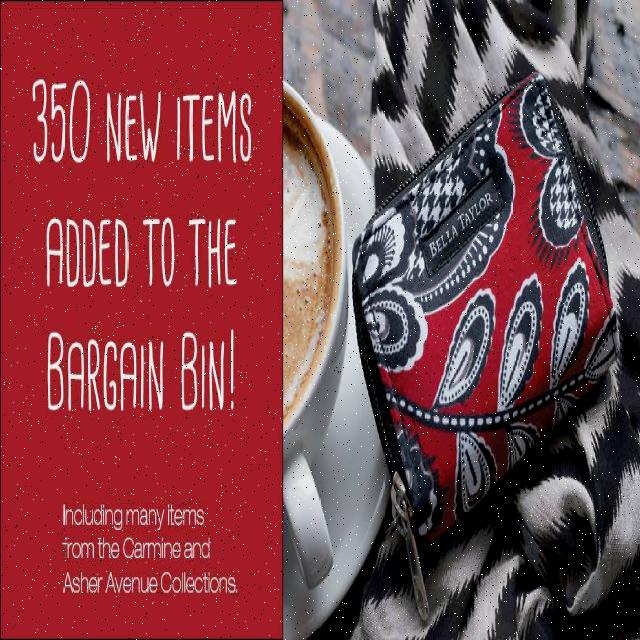 350 NEW ITEMS
ADDED TO THE
BARGAIN BIN!
Including many items
from the Carmine and
Asher Avenue Collections.
BELLA TAYLOR